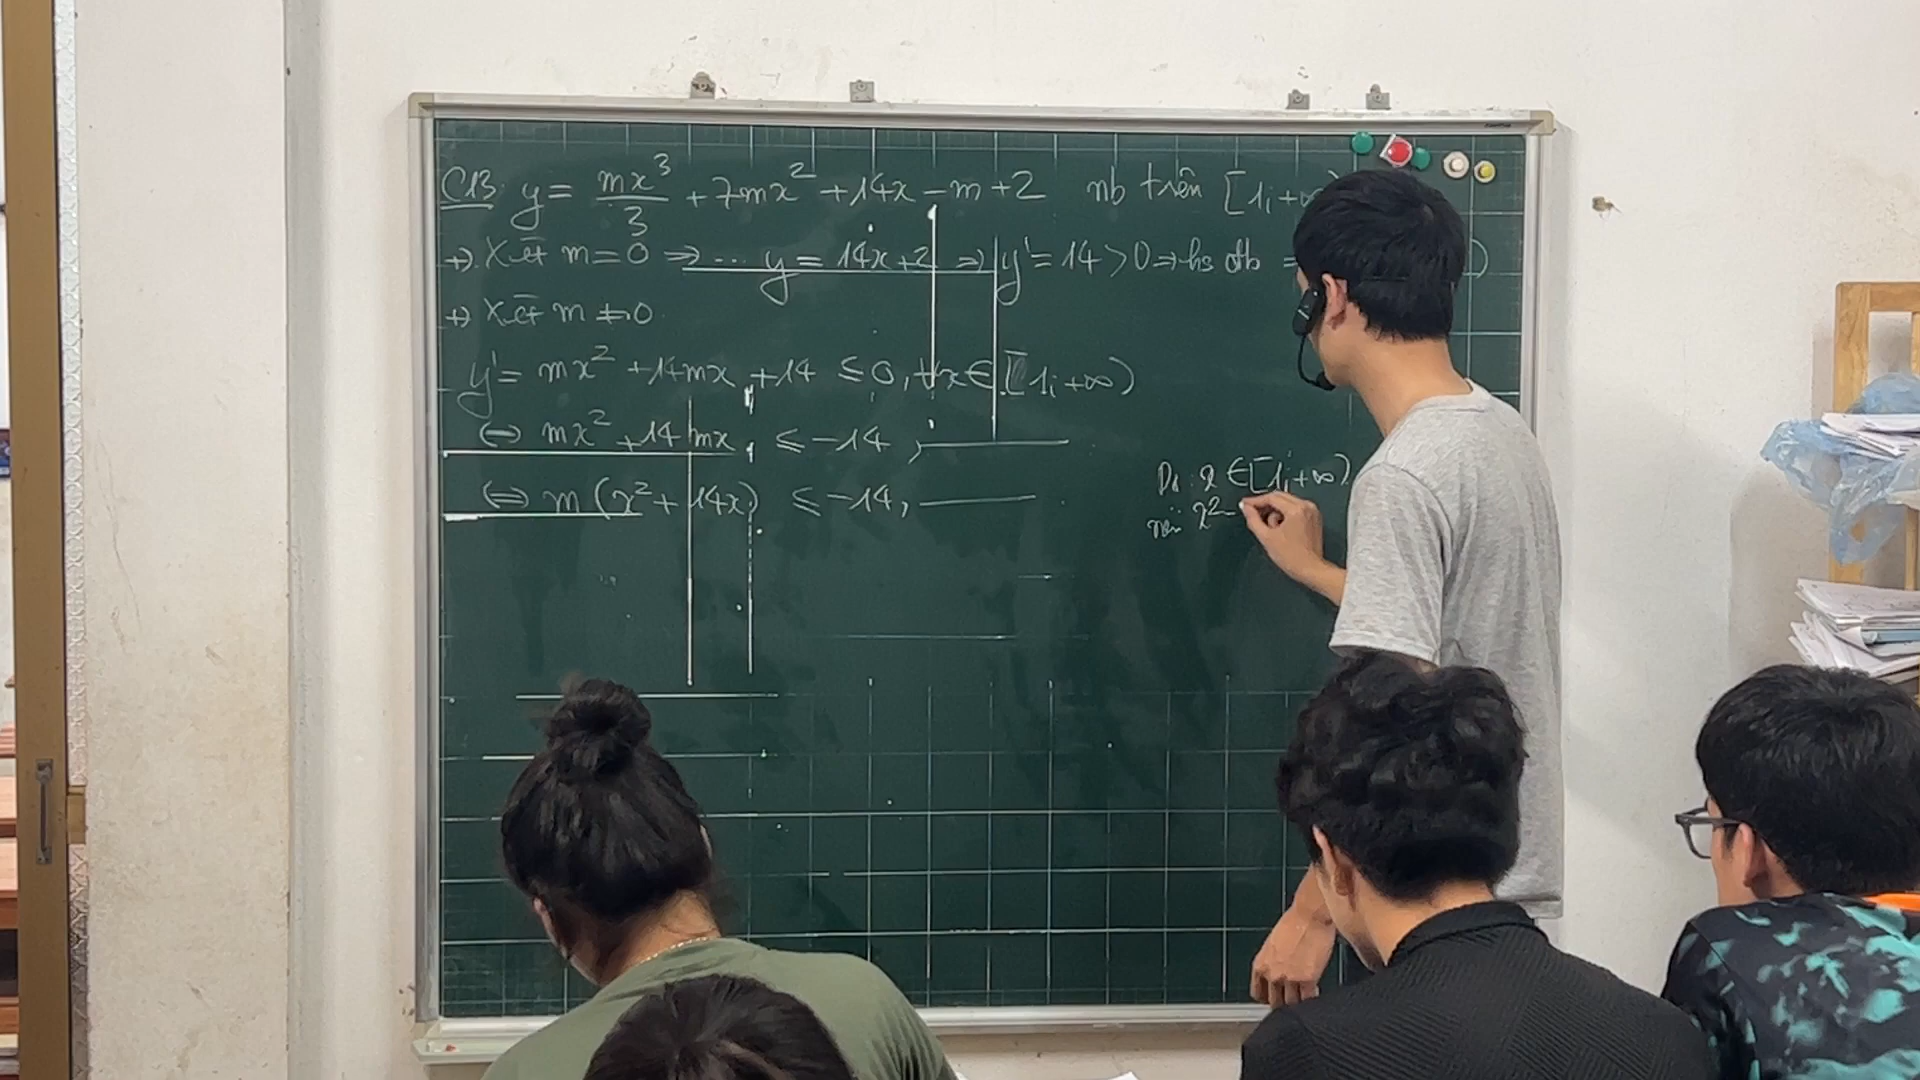 C13: y = mx³/3 + 7mx² + 14x - m + 2 nb trên [1; +∞
+) Xét m = 0 => ... y = 14x + 2 => y' = 14 > 0 => hs đb = )
+) Xét m ≠ 0
y' = mx² + 14mx + 14 ≤ 0, ∀x ∈ [1; +∞)
<=> mx² + 14mx ≤ -14, ———
<=> m(x² + 14x) ≤ -14, ———
Do: x ∈ [1; +∞)
nên x²